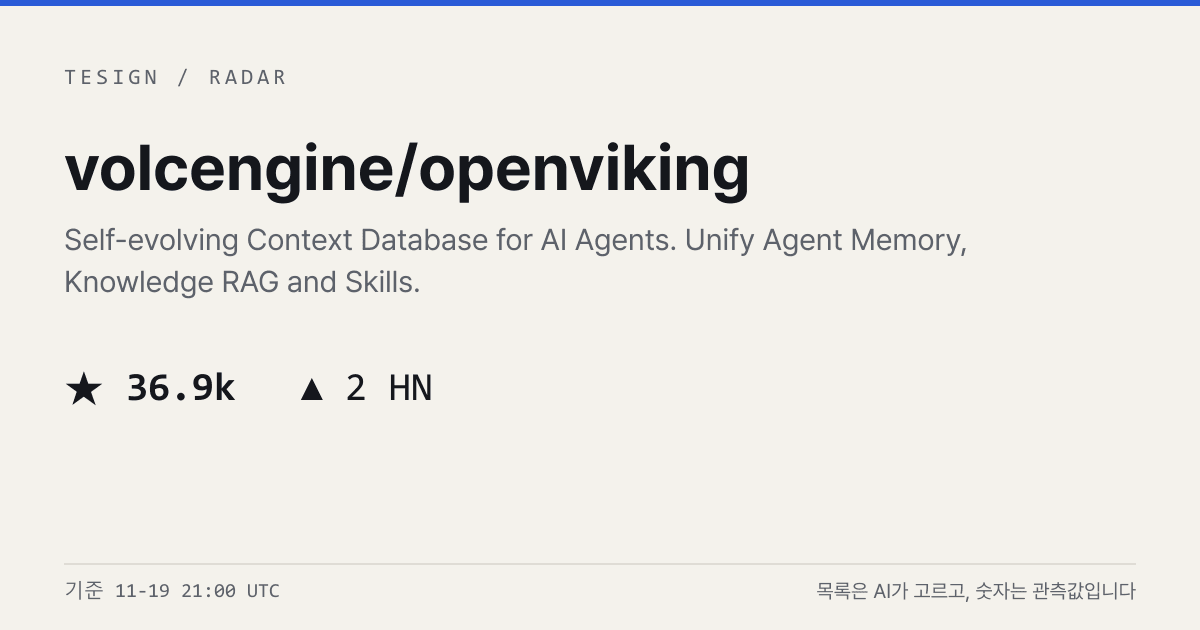 TESIGN / RADAR
volcengine/openviking
Self-evolving Context Database for AI Agents. Unify Agent Memory,
Knowledge RAG and Skills.
★ 36.9k ▲ 2 HN
기준 11-19 21:00 UTC
목록은 AI가 고르고, 숫자는 관측값입니다